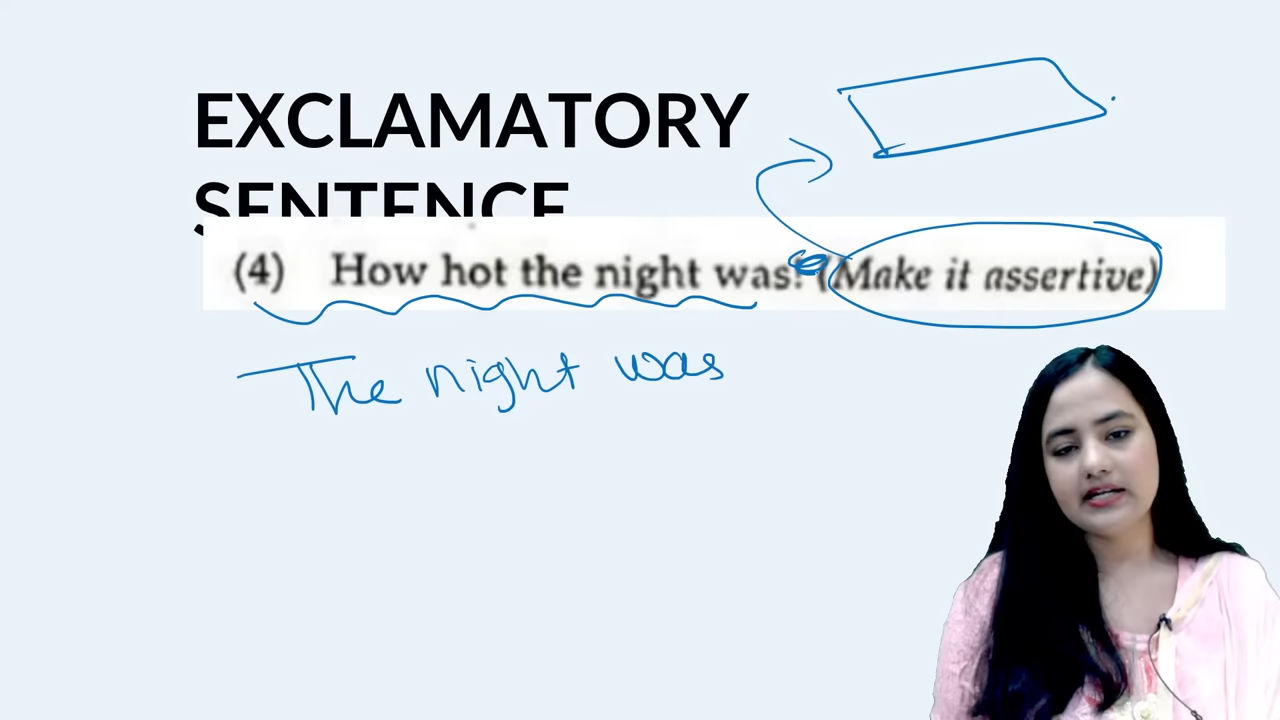 EXCLAMATORY
SENTENCE
(4) How hot the night was! (Make it assertive)
The night was